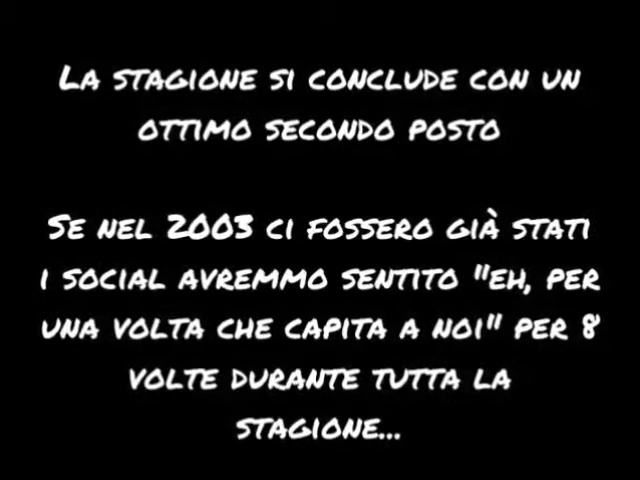 La stagione si conclude con un
ottimo secondo posto
Se nel 2003 ci fossero già stati
i social avremmo sentito "eh, per
una volta che capita a noi" per 8
volte durante tutta la
stagione...